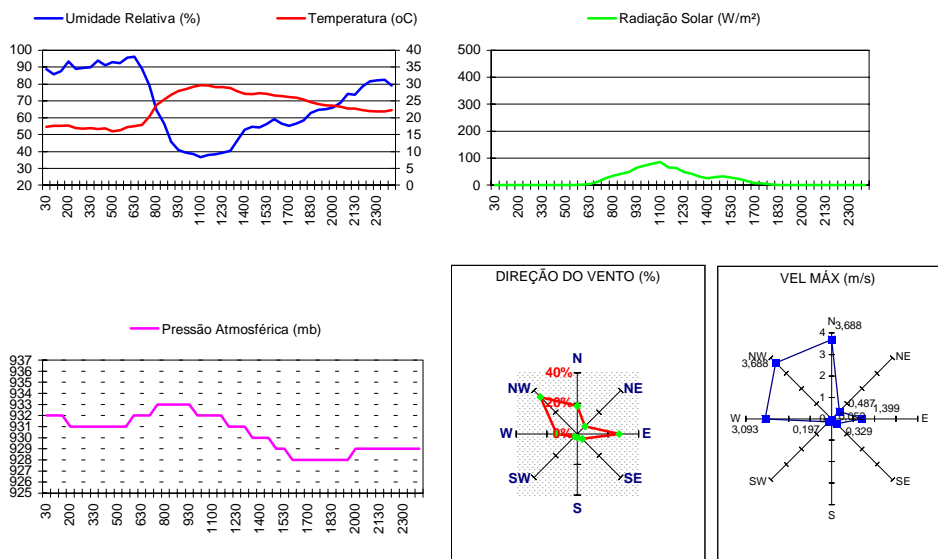 Umidade Relativa (%) Temperatura (oC)
100
90
80
70
60
50
40
30
20
40
35
30
25
20
15
10
5
0
30 200 330 500 630 800 930 1100 1230 1400 1530 1700 1830 2000 2130 2300
Radiação Solar (W/m²)
500
400
300
200
100
0
30 200 330 500 630 800 930 1100 1230 1400 1530 1700 1830 2000 2130 2300
Pressão Atmosférica (mb)
937
936
935
934
933
932
931
930
929
928
927
926
925
30 200 330 500 630 800 930 1100 1230 1400 1530 1700 1830 2000 2130 2300
DIREÇÃO DO VENTO (%)
N
40%
NW NE
20%
W 0% E
SW SE
S
VEL MÁX (m/s)
N
4 3,688
3
NW NE
3,688
2
1
0,487
W 0 0,052 1,399 E
3,093 0,197 0,329
SW SE
S